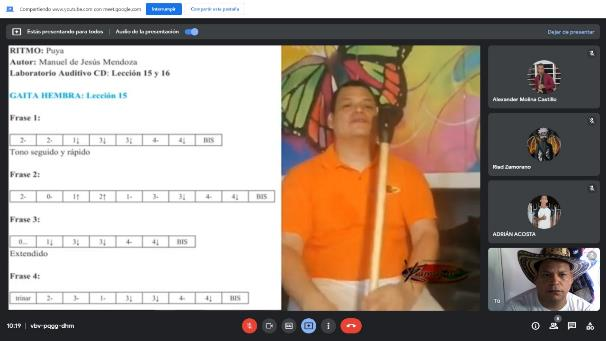 Compartiendo www.youtube.com con meet.google.com
Interrumpir
Compartir esta pestaña
Estás presentando para todos
Audio de la presentación
Dejar de presentar
RITMO: Puya
Autor: Manuel de Jesús Mendoza
Laboratorio Auditivo CD: Lección 15 y 16
GAITA HEMBRA: Lección 15
Frase 1:
2- 2- 1↓ 3↓ 3↓ 4- 4↓ BIS
Tono seguido y rápido
Frase 2:
2- 0- 1↑ 2↑ 1- 3- 3↓ 4- 4↓ BIS
Frase 3:
0... 1↓ 3↓ 3↓ 4- 4↓ BIS
Extendido
Frase 4:
trinar 2- 3- 1- 3↓ 3↓ 4- 4↓ BIS
Alexander Molina Castillo
Riad Zamorano
ADRIÁN ACOSTA
Tú
10:19 | vbv-pqgg-dhm